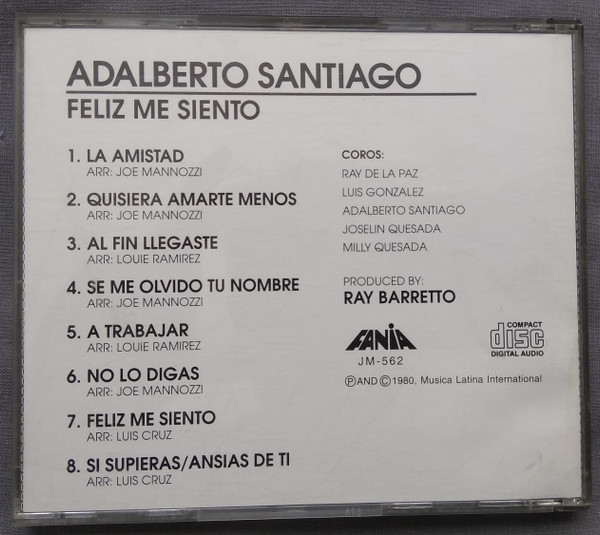 ADALBERTO SANTIAGO
FELIZ ME SIENTO
1. LA AMISTAD
ARR: JOE MANNOZZI
2. QUISIERA AMARTE MENOS
ARR: JOE MANNOZZI
3. AL FIN LLEGASTE
ARR: LOUIE RAMIREZ
4. SE ME OLVIDO TU NOMBRE
ARR: JOE MANNOZZI
5. A TRABAJAR
ARR: LOUIE RAMIREZ
6. NO LO DIGAS
ARR: JOE MANNOZZI
7. FELIZ ME SIENTO
ARR: LUIS CRUZ
8. SI SUPIERAS/ANSIAS DE TI
ARR: LUIS CRUZ
COROS:
RAY DE LA PAZ
LUIS GONZALEZ
ADALBERTO SANTIAGO
JOSELIN QUESADA
MILLY QUESADA
PRODUCED BY:
RAY BARRETTO
FANIA
JM-562
COMPACT
disc
DIGITAL AUDIO
ⓅAND ©1980, Musica Latina International